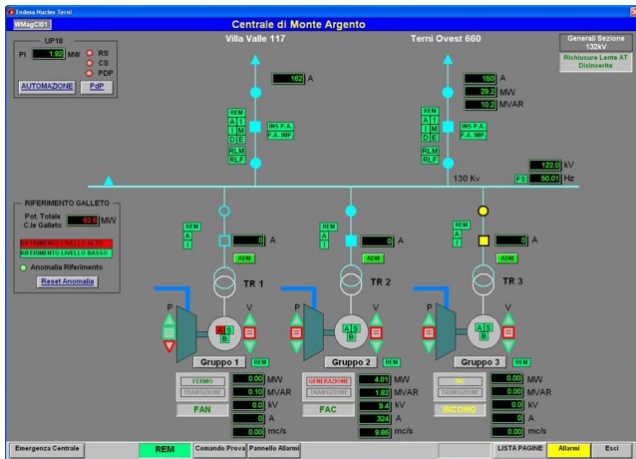 Endesa Nucleo Terni
WMagCl01
Centrale di Monte Argento
UP18
PI 1.92 MW
RS
CS
PDP
AUTOMAZIONE PdP
Villa Valle 117
162 A
REM
A 1
I M
D E
RLM
RLF
INS P.A.
P.A. IMP
Terni Ovest 660
150 A
29.2 MW
10.2 MVAR
REM
A 1
I M
D E
RLM
RLF
INS P.A.
P.A. IMP
Generali Sezione
132kV
Richiusure Lente AT
Disinserite
130 Kv
122.0 kV
FS 50.01 Hz
RIFERIMENTO GALLETO
Pot. Totale
C.le Galleto
62.6 MW
RIFERIMENTO LIVELLO ALTO
RIFERIMENTO LIVELLO BASSO
Anomalia Riferimento
Reset Anomalia
REM
A
I
0 A
ADM
TR 1
P V
A S
B
Gruppo 1 REM
FERMO
TRANSIZIONE
FAN
0.00 MW
0.10 MVAR
0.0 kV
0 A
0.00 mc/s
REM
A
I
0 A
ADM
TR 2
P V
A S
B
Gruppo 2 REM
GENERAZIONE
TRANSIZIONE
FAC
4.01 MW
1.82 MVAR
9.4 kV
324 A
9.86 mc/s
REM
A
I
0 A
ADM
TR 3
P V
A S
B
Gruppo 3 REM
TRANSIZIONE
INCONG
0.00 MW
0.00 MVAR
0.0 kV
0 A
0.00 mc/s
Emergenza Centrale REM Comando Prova Pannello Allarmi LISTA PAGINE Allarmi Esci